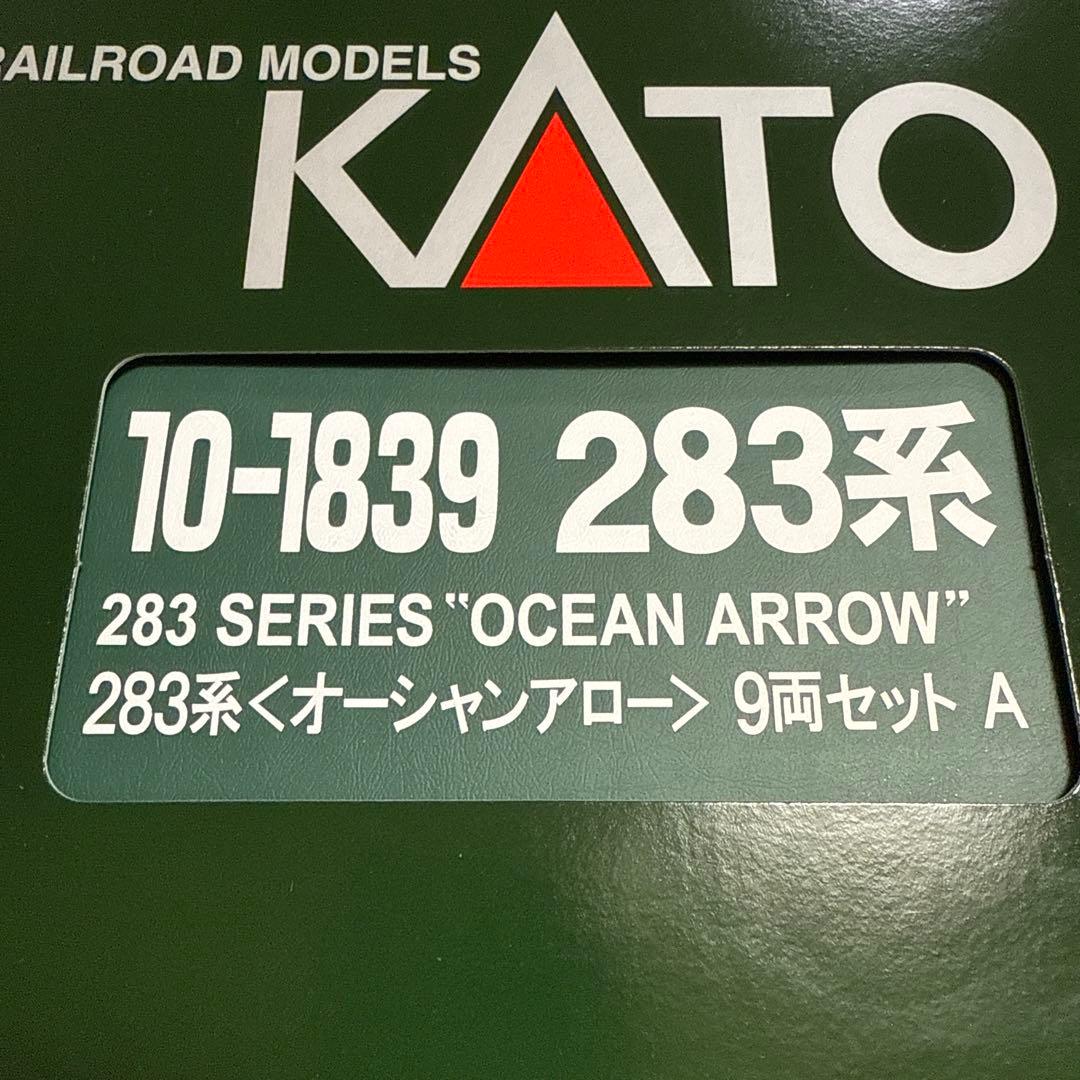 RAILROAD MODELS
KATO
10-1839 283系
283 SERIES “OCEAN ARROW”
283系<オーシャンアロー> 9両セット A